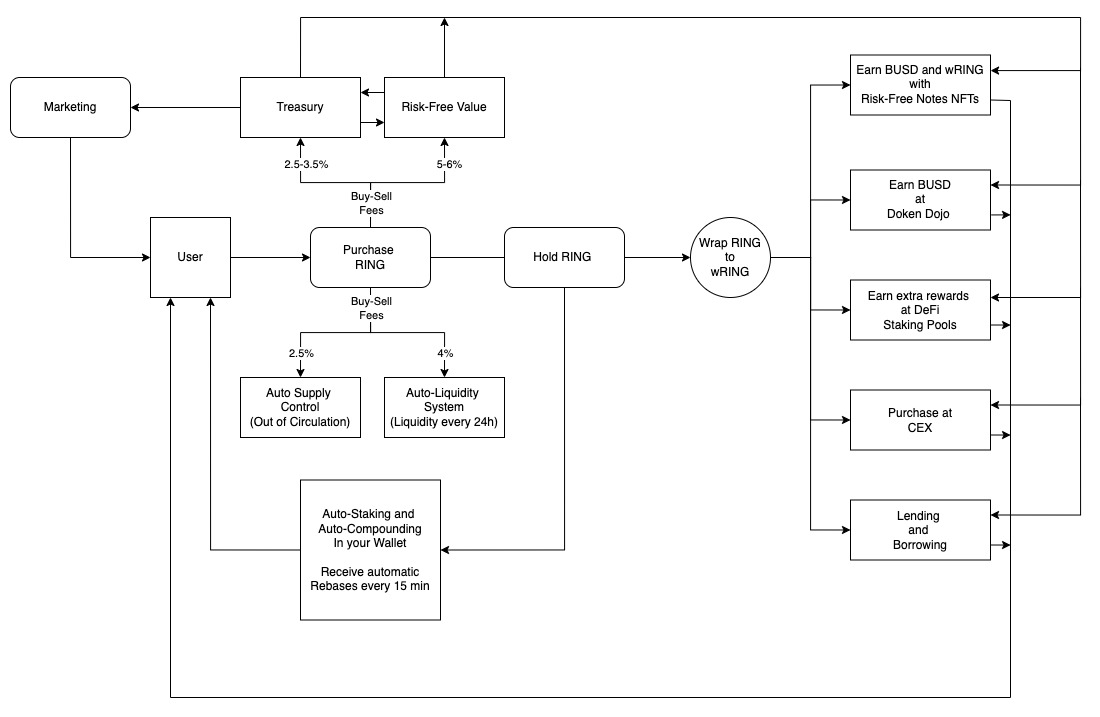 Marketing
Treasury
Risk-Free Value
Earn BUSD and wRING
with
Risk-Free Notes NFTs
2.5-3.5%
5-6%
Buy-Sell
Fees
Earn BUSD
at
Doken Dojo
User
Purchase
RING
Hold RING
Wrap RING
to
wRING
Buy-Sell
Fees
Earn extra rewards
at DeFi
Staking Pools
2.5%
4%
Auto Supply
Control
(Out of Circulation)
Auto-Liquidity
System
(Liquidity every 24h)
Purchase at
CEX
Auto-Staking and
Auto-Compounding
In your Wallet
Receive automatic
Rebases every 15 min
Lending
and
Borrowing